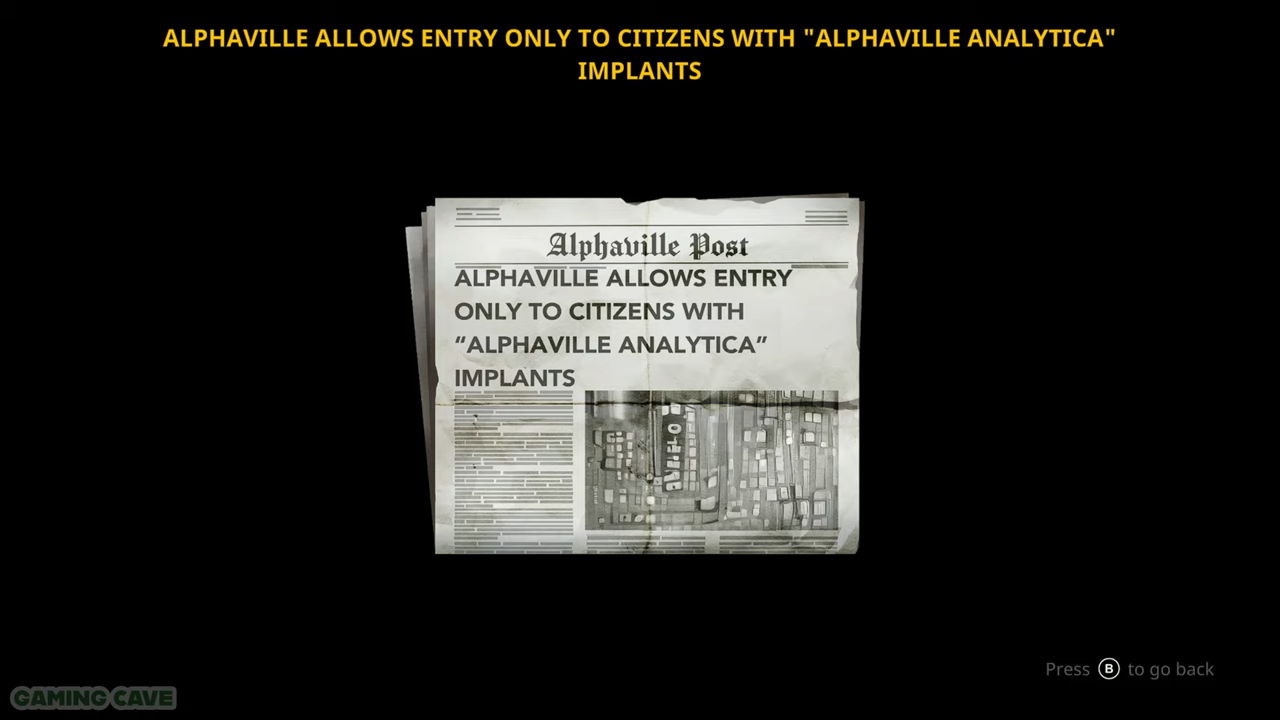 ALPHAVILLE ALLOWS ENTRY ONLY TO CITIZENS WITH "ALPHAVILLE ANALYTICA"
IMPLANTS
Alphaville Post
ALPHAVILLE ALLOWS ENTRY
ONLY TO CITIZENS WITH
“ALPHAVILLE ANALYTICA”
IMPLANTS
Press B to go back
GAMING CAVE